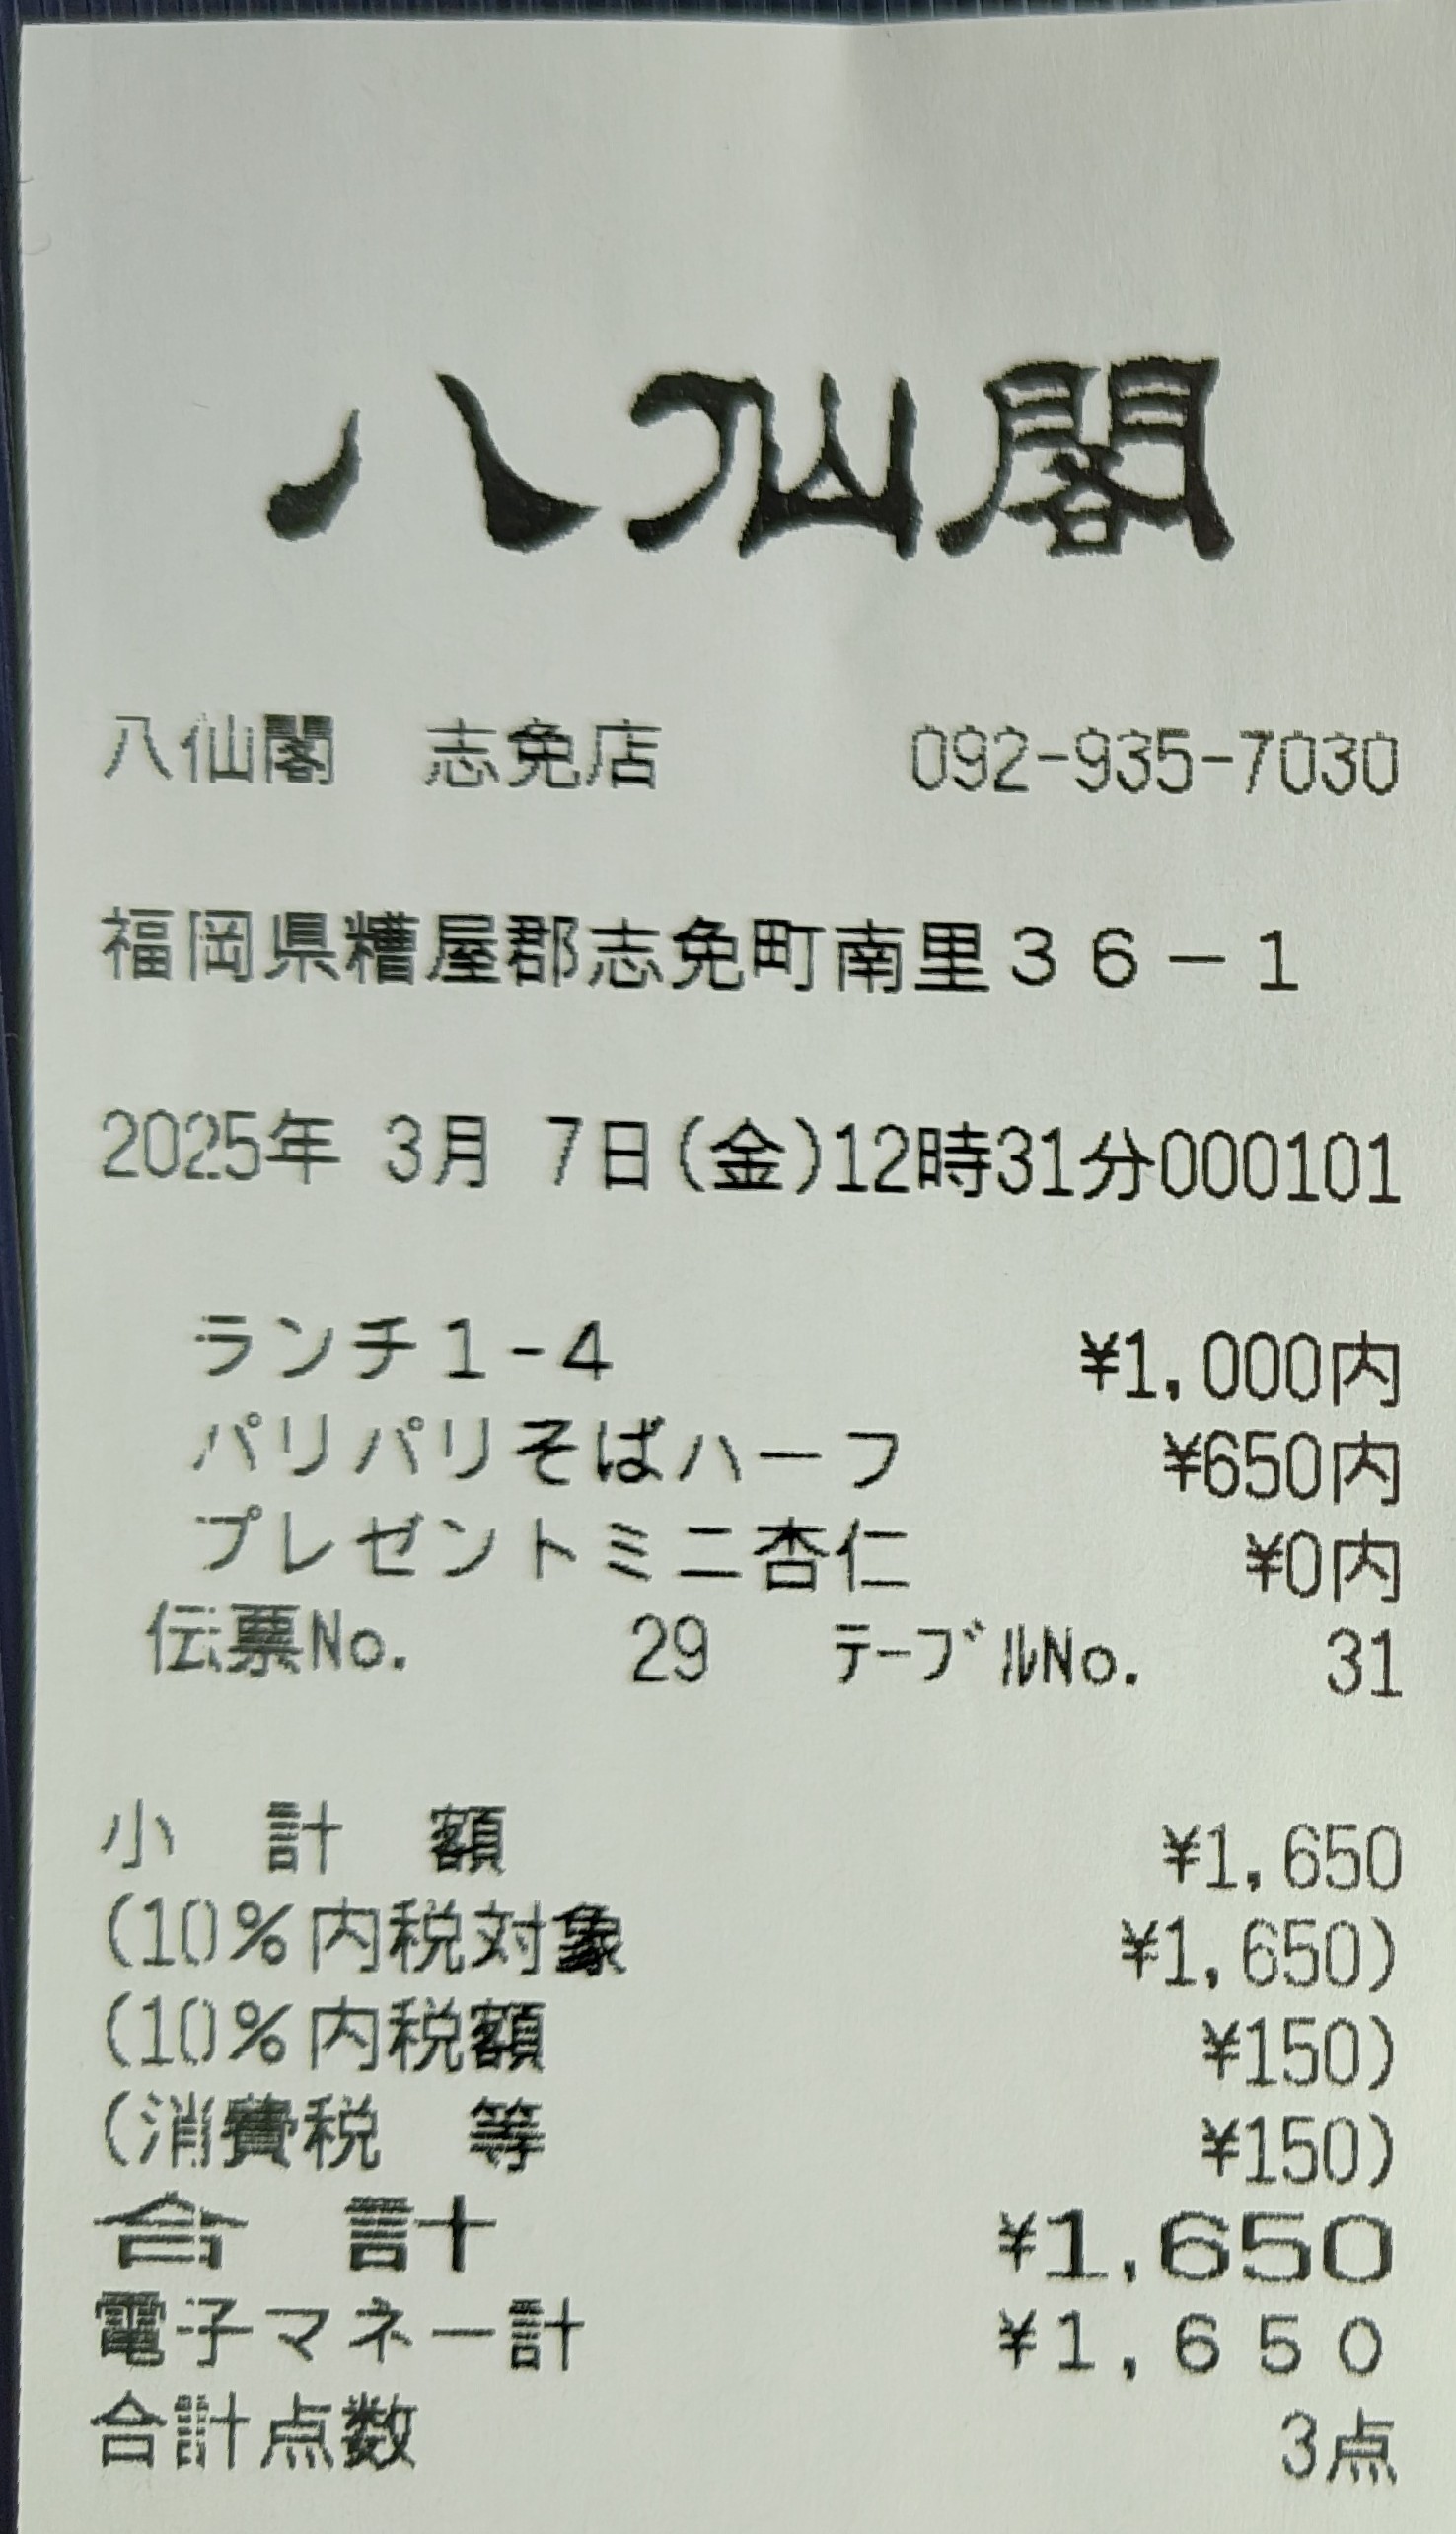 八仙閣
八仙閣　志免店　　　092-935-7030
福岡県糟屋郡志免町南里３６－１
2025年 3月 7日(金)12時31分000101
ランチ１-４　　　¥1,000内
パリパリそばハーフ　　　¥650内
プレゼントミニ杏仁　　　¥0内
伝票No.　　　29　ﾃｰﾌﾞﾙNo.　　31
小　計　額　　　¥1,650
(10％内税対象　　　¥1,650)
(10％内税額　　　¥150)
(消費税　等　　　¥150)
合　計　　　¥1,650
電子マネー計　　　¥１,６５０
合計点数　　　3点